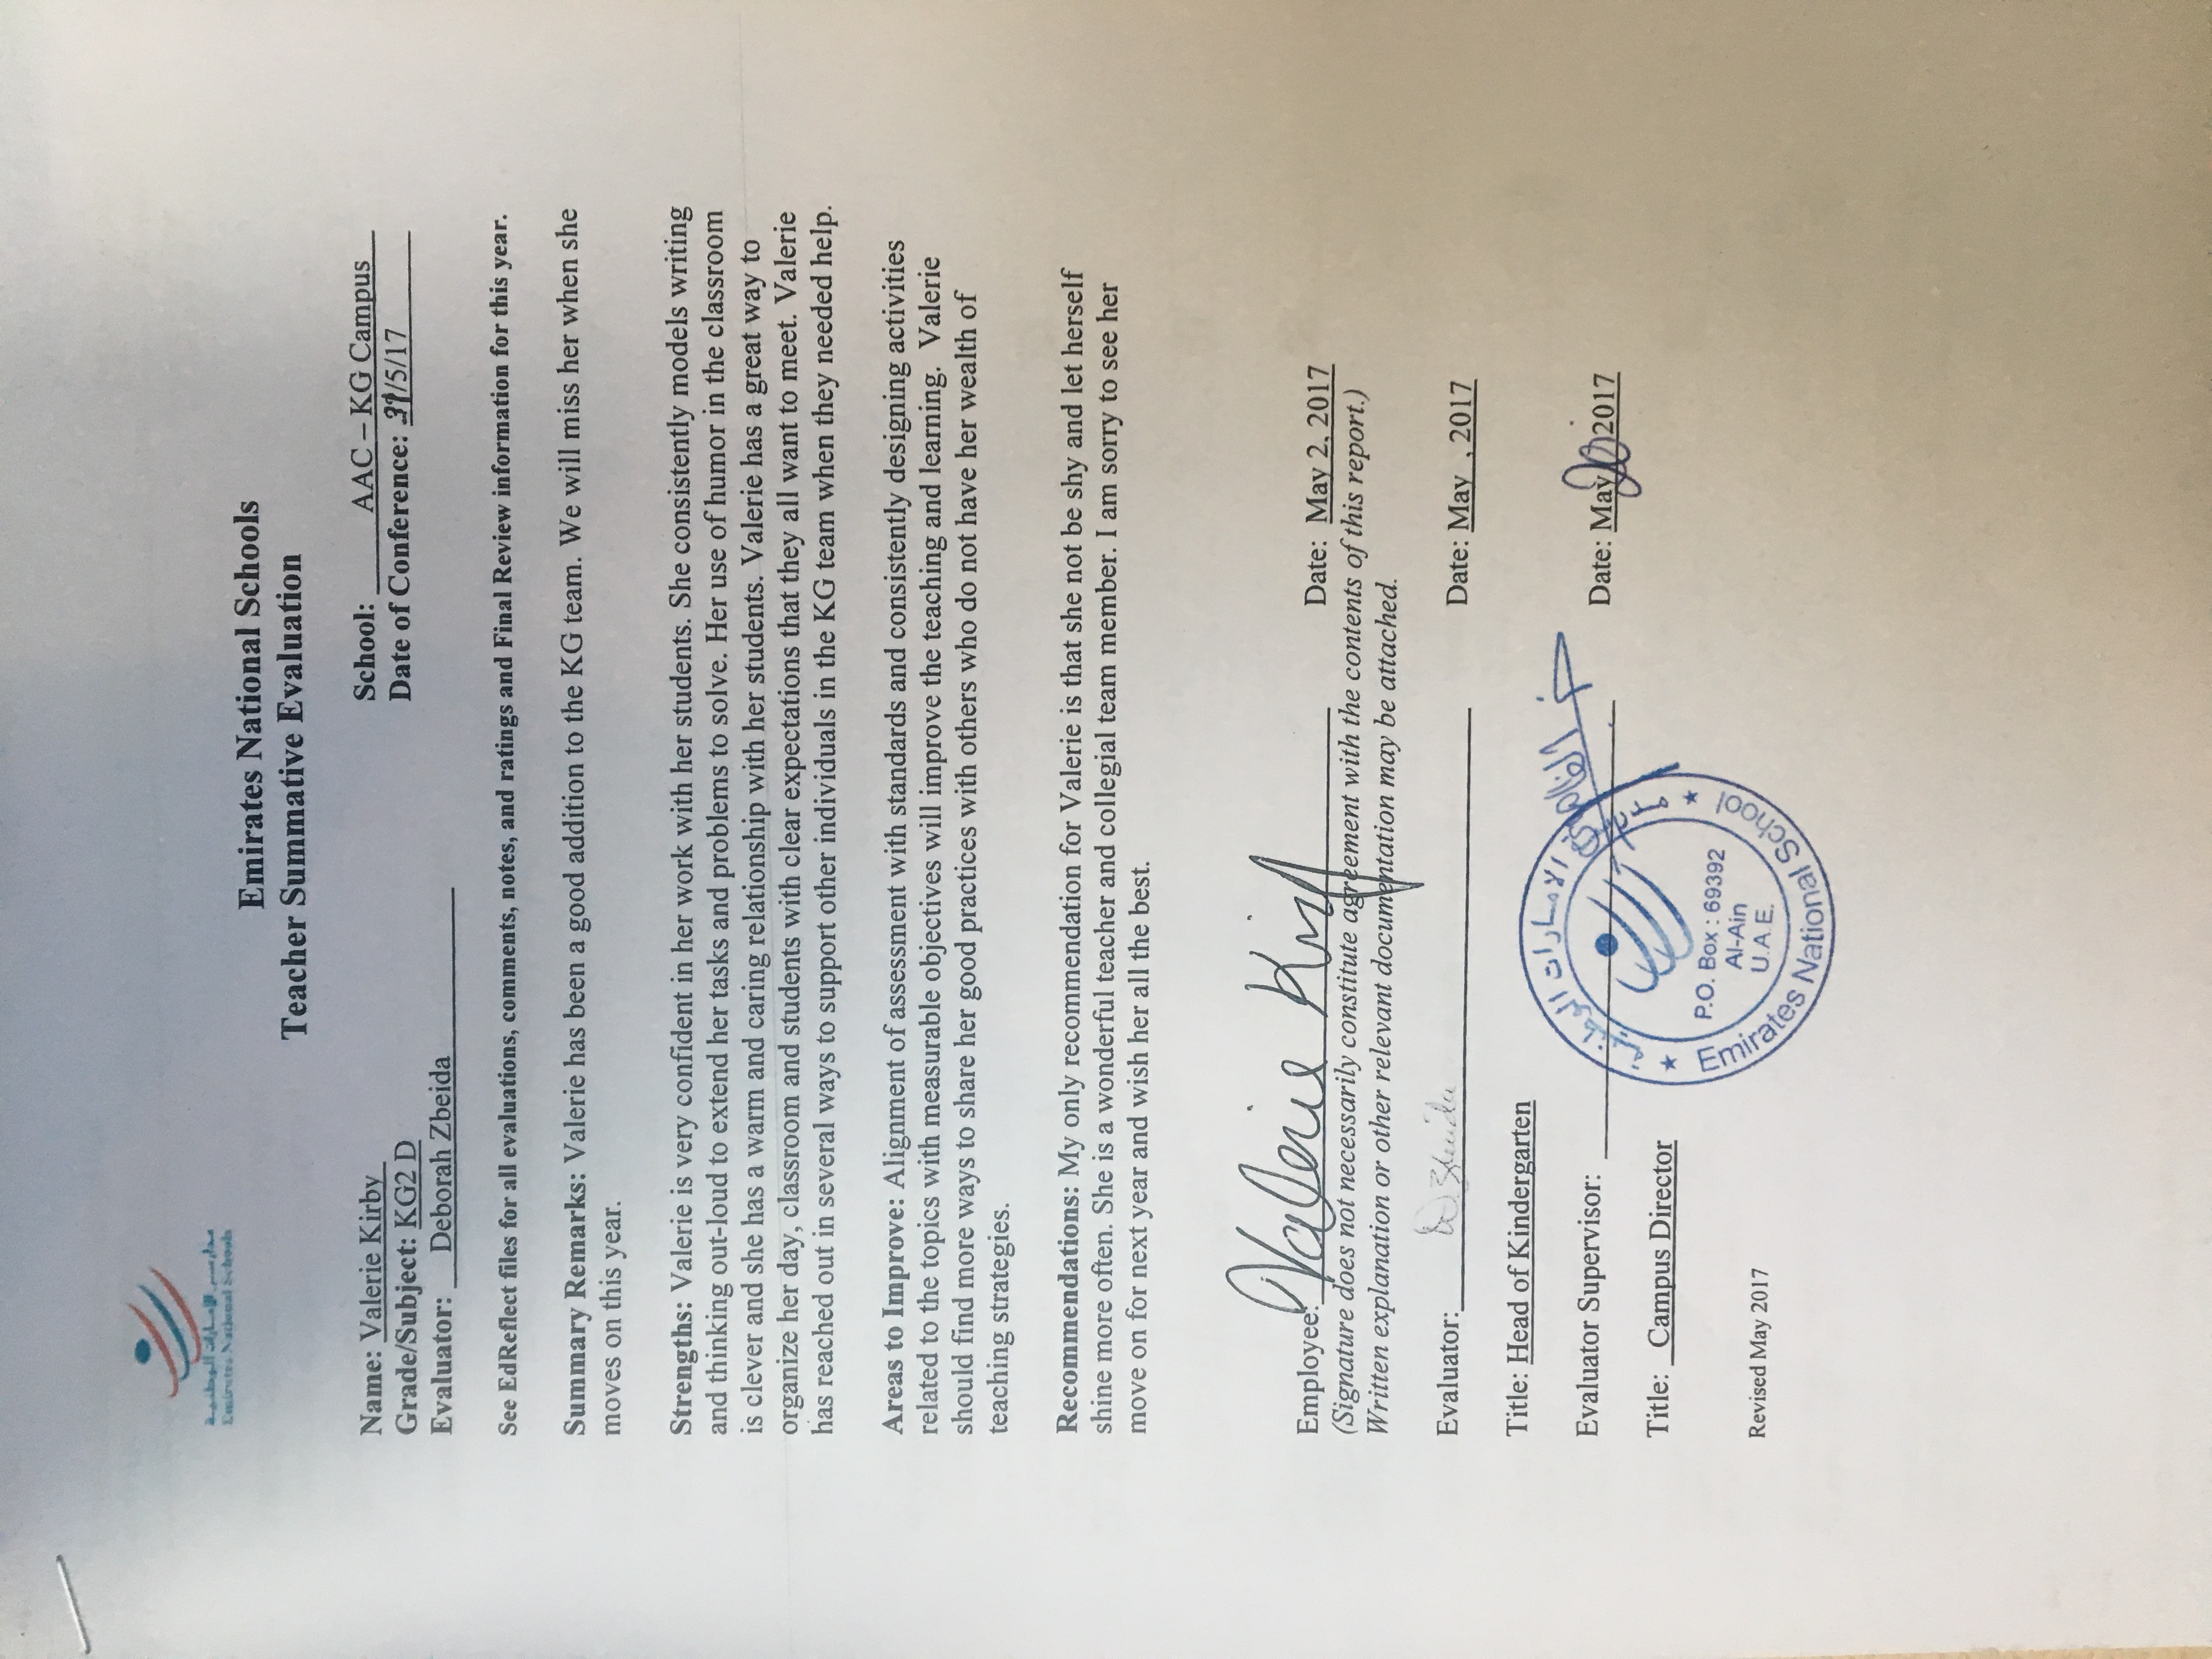 مدارس الإمارات الوطنية
Emirates National Schools
Emirates National Schools
Teacher Summative Evaluation
Name: Valerie Kirby
School: AAC – KG Campus
Grade/Subject: KG2 D
Date of Conference: 31/5/17
Evaluator: Deborah Zbeida
See EdReflect files for all evaluations, comments, notes, and ratings and Final Review information for this year.
Summary Remarks: Valerie has been a good addition to the KG team. We will miss her when she
moves on this year.
Strengths: Valerie is very confident in her work with her students. She consistently models writing
and thinking out-loud to extend her tasks and problems to solve. Her use of humor in the classroom
is clever and she has a warm and caring relationship with her students. Valerie has a great way to
organize her day, classroom and students with clear expectations that they all want to meet. Valerie
has reached out in several ways to support other individuals in the KG team when they needed help.
Areas to Improve: Alignment of assessment with standards and consistently designing activities
related to the topics with measurable objectives will improve the teaching and learning. Valerie
should find more ways to share her good practices with others who do not have her wealth of
teaching strategies.
Recommendations: My only recommendation for Valerie is that she not be shy and let herself
shine more often. She is a wonderful teacher and collegial team member. I am sorry to see her
move on for next year and wish her all the best.
Employee: Valerie Kirby Date: May 2, 2017
(Signature does not necessarily constitute agreement with the contents of this report.)
Written explanation or other relevant documentation may be attached.
Evaluator: D. Zbeida Date: May , 2017
Title: Head of Kindergarten
Evaluator Supervisor: Date: May 20 2017
Title: Campus Director
مدرسة الامارات الوطنية
P.O. Box : 69392
Al-Ain
U.A.E.
Emirates National School
Revised May 2017